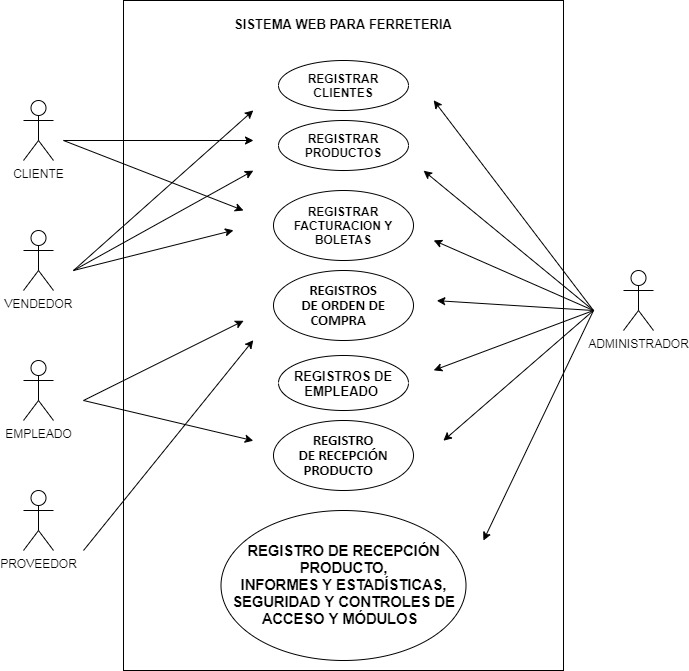 SISTEMA WEB PARA FERRETERIA
REGISTRAR
CLIENTES
REGISTRAR
PRODUCTOS
CLIENTE
REGISTRAR
FACTURACION Y
BOLETAS
VENDEDOR
REGISTROS
DE ORDEN DE
COMPRA
ADMINISTRADOR
REGISTROS DE
EMPLEADO
EMPLEADO
REGISTRO
DE RECEPCIÓN
PRODUCTO
PROVEEDOR
REGISTRO DE RECEPCIÓN
PRODUCTO,
INFORMES Y ESTADÍSTICAS,
SEGURIDAD Y CONTROLES DE
ACCESO Y MÓDULOS